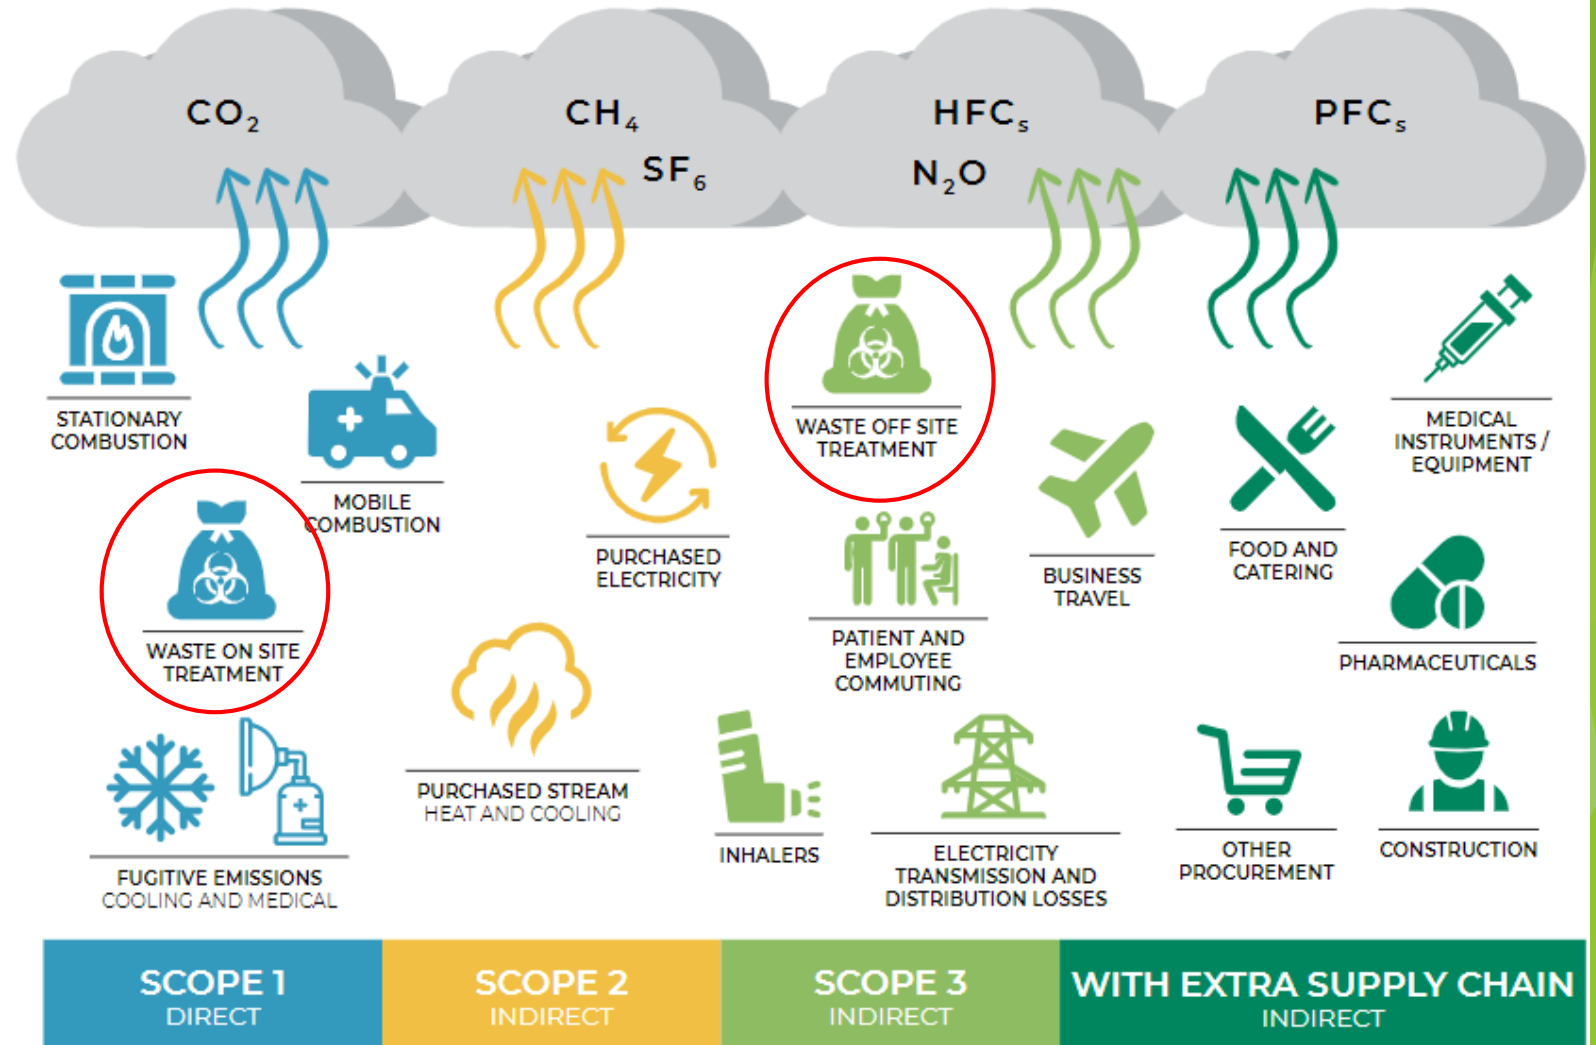 CO₂
CH₄
SF₆
HFCₛ
N₂O
PFCₛ
STATIONARY
COMBUSTION
MOBILE
COMBUSTION
WASTE ON SITE
TREATMENT
FUGITIVE EMISSIONS
COOLING AND MEDICAL
PURCHASED
ELECTRICITY
PURCHASED STREAM
HEAT AND COOLING
WASTE OFF SITE
TREATMENT
PATIENT AND
EMPLOYEE
COMMUTING
BUSINESS
TRAVEL
INHALERS
ELECTRICITY
TRANSMISSION AND
DISTRIBUTION LOSSES
FOOD AND
CATERING
MEDICAL
INSTRUMENTS /
EQUIPMENT
PHARMACEUTICALS
OTHER
PROCUREMENT
CONSTRUCTION
SCOPE 1
DIRECT
SCOPE 2
INDIRECT
SCOPE 3
INDIRECT
WITH EXTRA SUPPLY CHAIN
INDIRECT